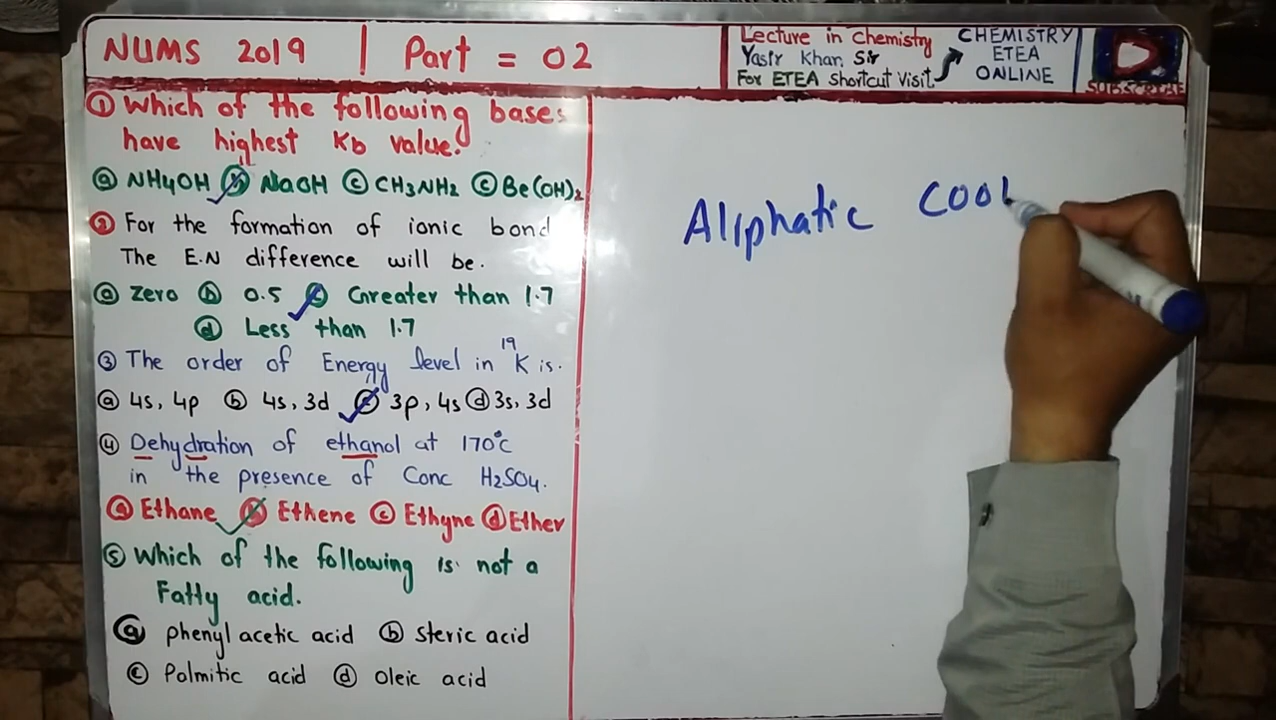 NUMS 2019 | Part = 02
Lecture in Chemistry
Yasir Khan Sir
For ETEA Shortcut Visit
CHEMISTRY
ETEA
ONLINE
SUBSCRIBE
① Which of the following bases
have highest Kb value.
ⓐ NH4OH ⓑ NaOH ⓒ CH3NH2 ⓒ Be(OH)2
② For the formation of ionic bond
The E.N difference will be.
ⓐ Zero ⓑ 0.5 ⓒ Greater than 1.7
ⓓ Less than 1.7
③ The order of Energy level in ¹⁹K is.
ⓐ 4s, 4p ⓑ 4s, 3d ⓒ 3p, 4s ⓓ 3s, 3d
④ Dehydration of ethanol at 170°c
in the presence of Conc H2SO4.
ⓐ Ethane ⓑ Ethene ⓒ Ethyne ⓓ Ether
⑤ Which of the following is not a
Fatty acid.
ⓐ phenyl acetic acid ⓑ steric acid
ⓒ Palmitic acid ⓓ oleic acid
Aliphatic